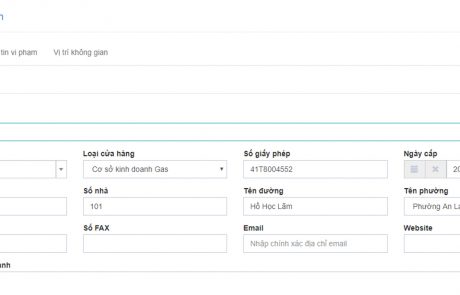 tin vi phạm Vị trí không gian
Loại cửa hàng Số giấy phép Ngày cấp
Cơ sở kinh doanh Gas 41T8004552 20
Số nhà Tên đường Tên phường
101 Hồ Học Lãm Phường An Lạ
Số FAX Email Website
Nhập chính xác địa chỉ email
anh